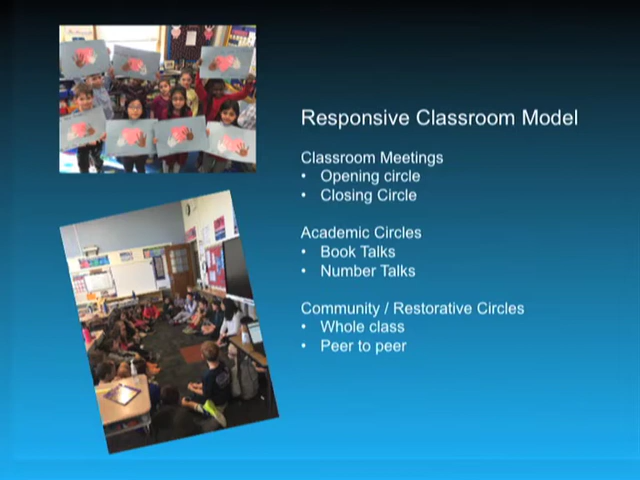 Responsive Classroom Model
Classroom Meetings
• Opening circle
• Closing Circle
Academic Circles
• Book Talks
• Number Talks
Community / Restorative Circles
• Whole class
• Peer to peer